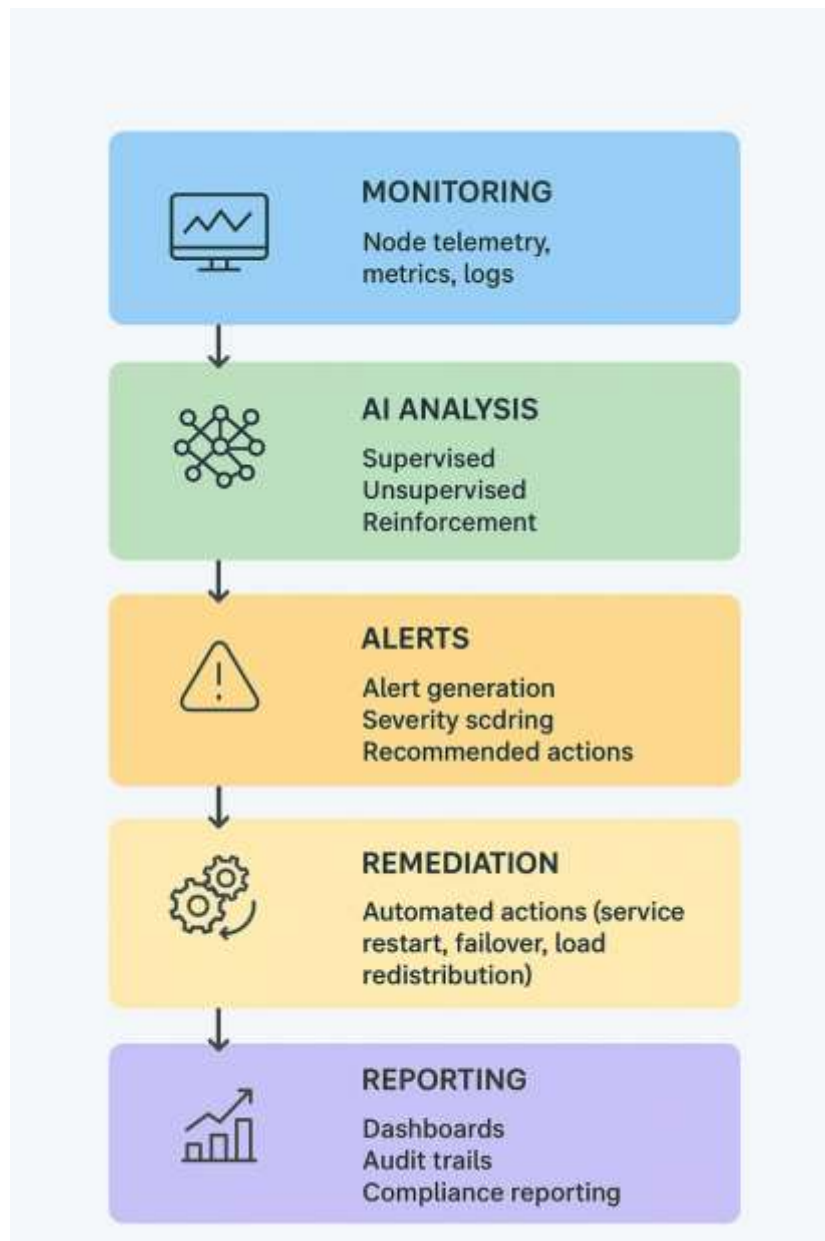 MONITORING
Node telemetry,
metrics, logs
AI ANALYSIS
Supervised
Unsupervised
Reinforcement
ALERTS
Alert generation
Severity scdring
Recommended actions
REMEDIATION
Automated actions (service
restart, failover, load
redistribution)
REPORTING
Dashboards
Audit trails
Compliance reporting